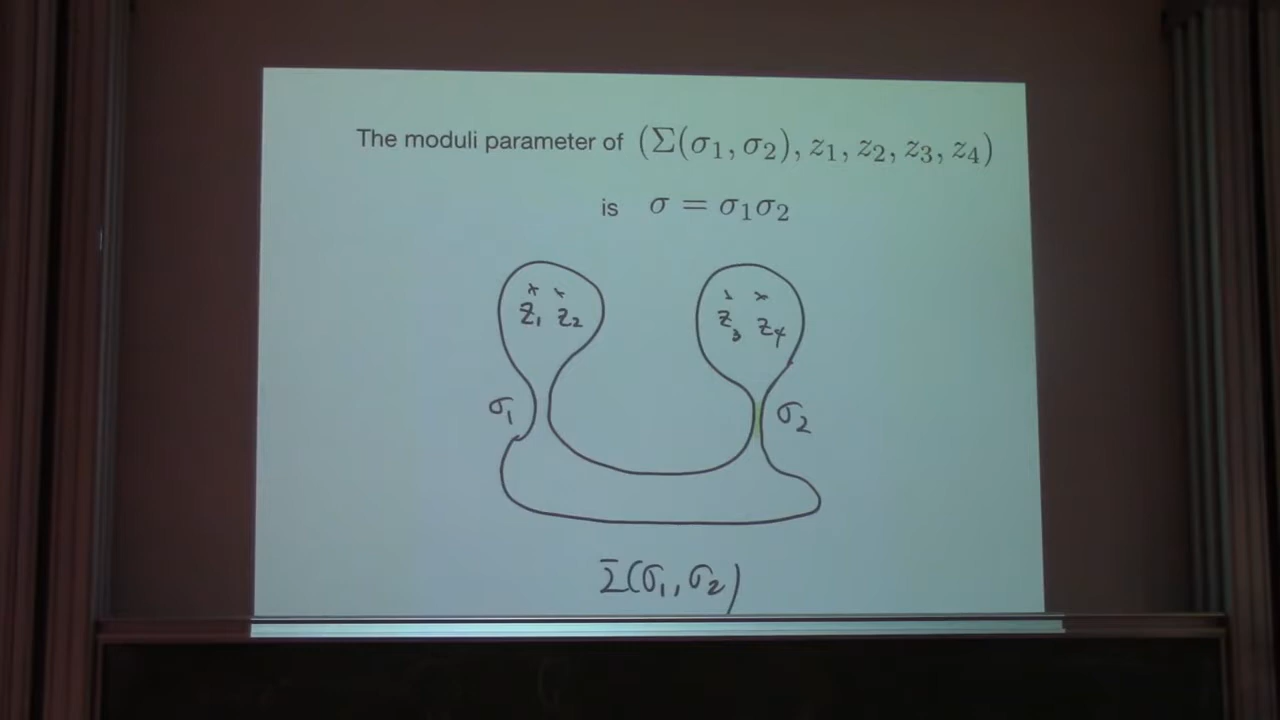 The moduli parameter of (Σ(σ₁, σ₂), z₁, z₂, z₃, z₄)
is σ = σ₁σ₂
z₁ z₂
z₃ z₄
σ₁
σ₂
Σ(σ₁, σ₂)